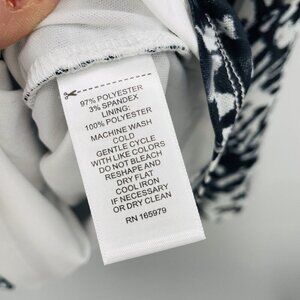 97% POLYESTER
3% SPANDEX
LINING:
100% POLYESTER
MACHINE WASH
COLD
GENTLE CYCLE
WITH LIKE COLORS
DO NOT BLEACH
RESHAPE AND
DRY FLAT
COOL IRON
IF NECESSARY
OR DRY CLEAN
RN 165979